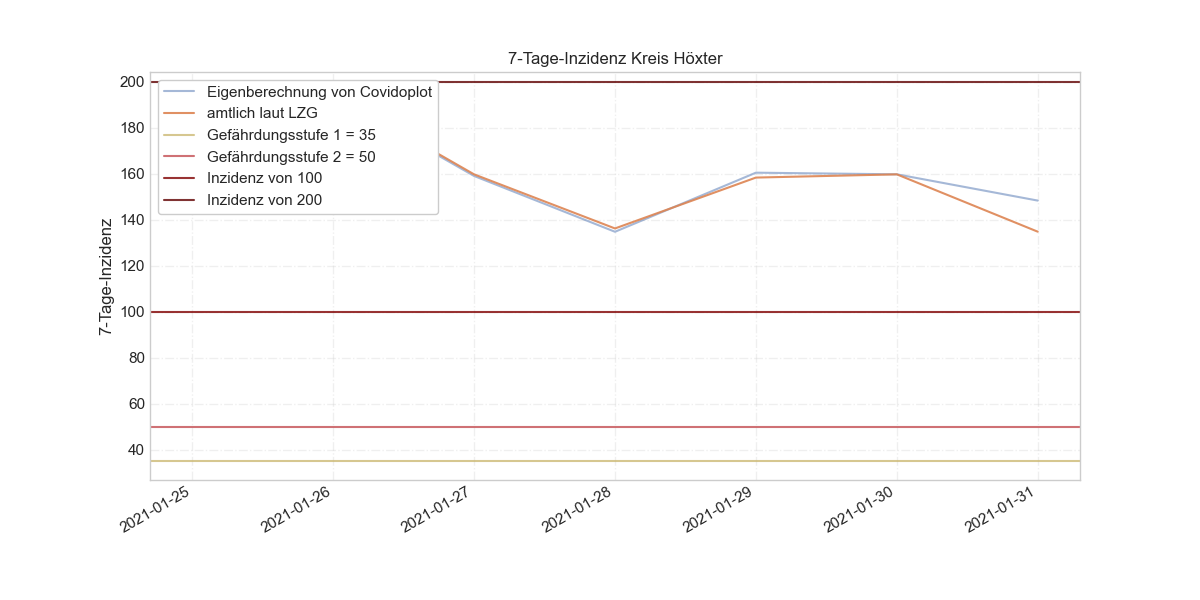 7-Tage-Inzidenz Kreis Höxter
Eigenberechnung von Covidoplot
amtlich laut LZG
Gefährdungsstufe 1 = 35
Gefährdungsstufe 2 = 50
Inzidenz von 100
Inzidenz von 200
7-Tage-Inzidenz
200
180
160
140
120
100
80
60
40
2021-01-25
2021-01-26
2021-01-27
2021-01-28
2021-01-29
2021-01-30
2021-01-31